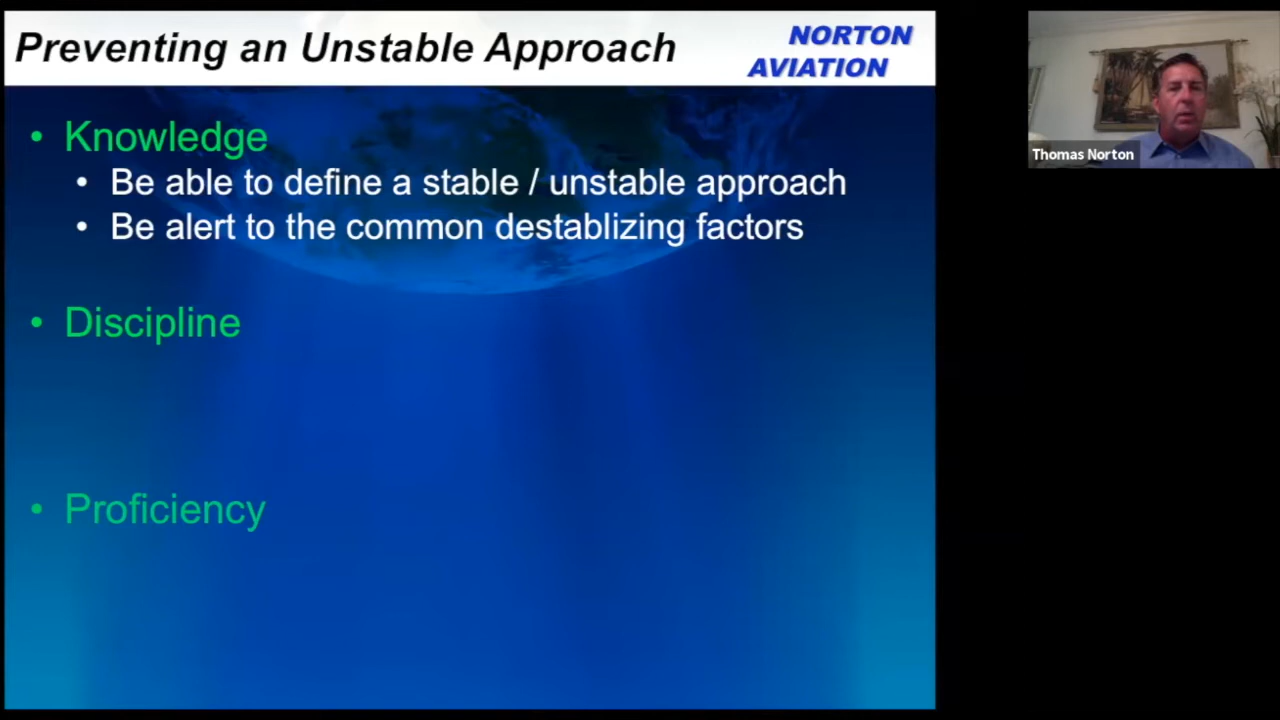 Preventing an Unstable Approach
NORTON
AVIATION
• Knowledge
• Be able to define a stable / unstable approach
• Be alert to the common destablizing factors
• Discipline
• Proficiency
Thomas Norton